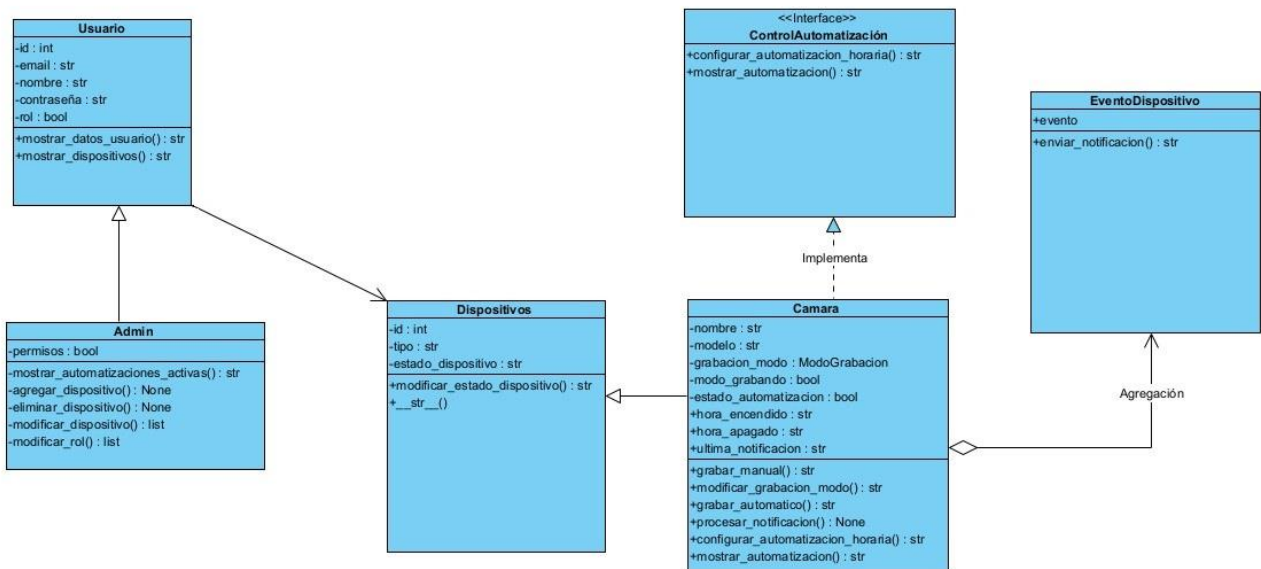 Usuario
-id : int
-email : str
-nombre : str
-contraseña : str
-rol : bool
+mostrar_datos_usuario() : str
+mostrar_dispositivos() : str
<<Interface>>
ControlAutomatización
+configurar_automatizacion_horaria() : str
+mostrar_automatizacion() : str
EventoDispositivo
+evento
+enviar_notificacion() : str
Implementa
Admin
-permisos : bool
-mostrar_automatizaciones_activas() : str
-agregar_dispositivo() : None
-eliminar_dispositivo() : None
-modificar_dispositivo() : list
-modificar_rol() : list
Dispositivos
-id : int
-tipo : str
-estado_dispositivo : str
+modificar_estado_dispositivo() : str
+__str__()
Camara
-nombre : str
-modelo : str
-grabacion_modo : ModoGrabacion
-modo_grabando : bool
-estado_automatizacion : bool
+hora_encendido : str
+hora_apagado : str
+ultima_notificacion : str
+grabar_manual() : str
+modificar_grabacion_modo() : str
+grabar_automatico() : str
+procesar_notificacion() : None
+configurar_automatizacion_horaria() : str
+mostrar_automatizacion() : str
Agregación